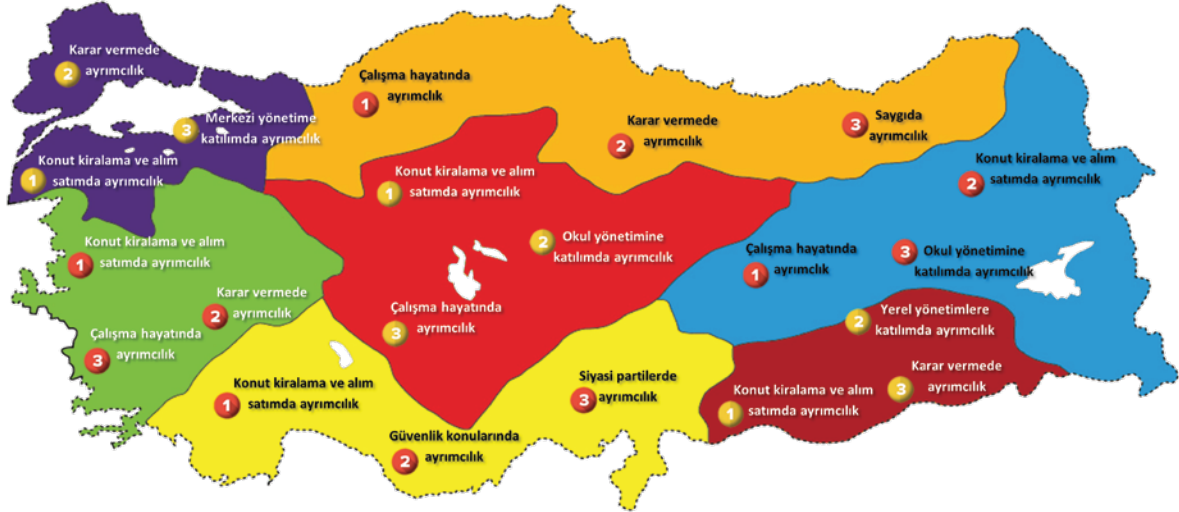 Karar vermede
ayrımcılık
2
3
Merkezi yönetime
katılımda ayrımcılık
Konut kiralama ve alım
satımda ayrımcılık
1
Çalışma hayatında
ayrımclık
1
Karar vermede
ayrımcılık
2
Saygıda
ayrımcılık
3
Konut kiralama ve alım
satımda ayrımcılık
1
Okul yönetimine
katılımda ayrımcılık
2
Çalışma hayatında
ayrımcılık
3
Konut kiralama ve alım
satımda ayrımcılık
2
Çalışma hayatında
ayrımclık
1
Okul yönetimine
katılımda ayrımcılık
3
Konut kiralama ve alım
satımda ayrımcılık
1
Karar vermede
ayrımcılık
2
Çalışma hayatında
ayrımcılık
3
Konut kiralama ve alım
satımda ayrımcılık
1
Güvenlik konularında
ayrımcılık
2
Siyasi partilerde
ayrımcılık
3
Yerel yönetimlere
katılımda ayrımcılık
2
Karar vermede
ayrımcılık
3
Konut kiralama ve alım
satımda ayrımcılık
1